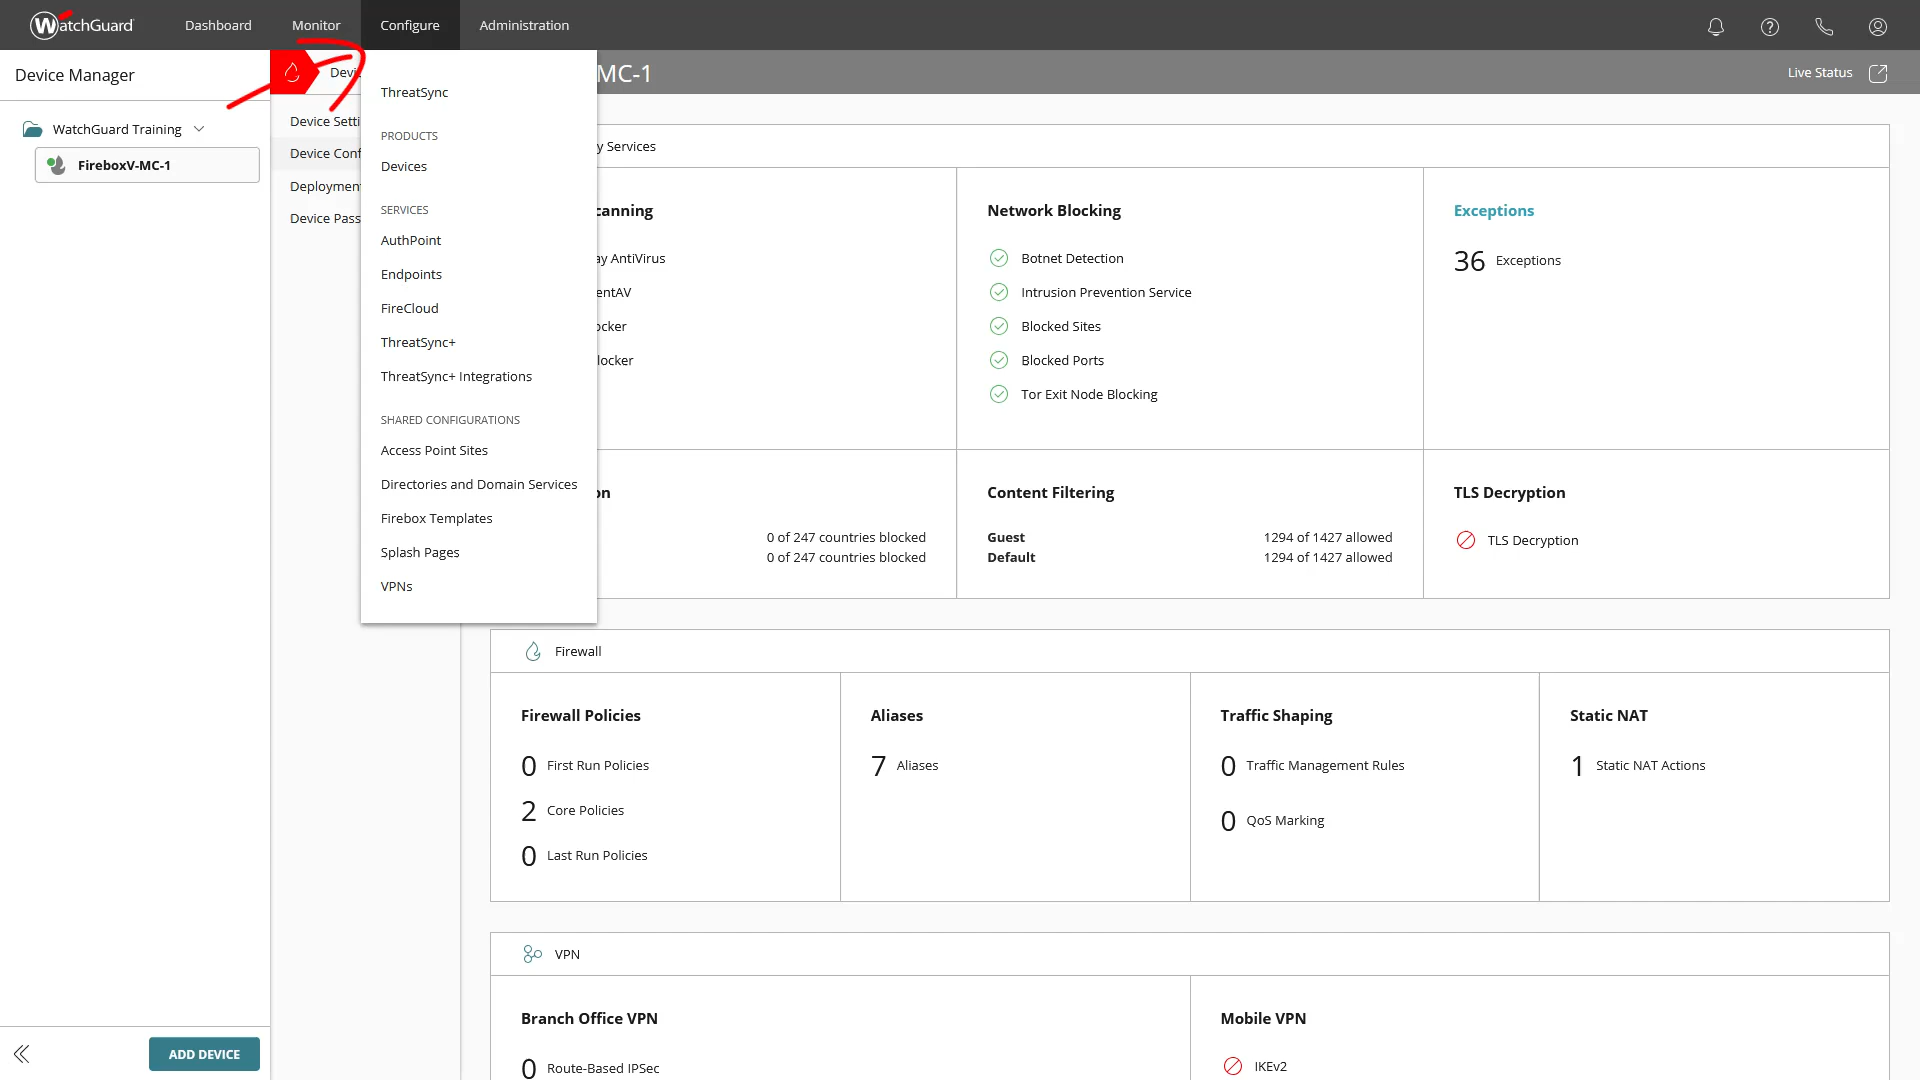 WatchGuard
Dashboard
Monitor
Configure
Administration
Device Manager
MC-1
Live Status
WatchGuard Training
FireboxV-MC-1
Device
Device Conf
ThreatSync
PRODUCTS
Devices
SERVICES
AuthPoint
Endpoints
FireCloud
ThreatSync+
ThreatSync+ Integrations
SHARED CONFIGURATIONS
Access Point Sites
Directories and Domain Services
Firebox Templates
Splash Pages
VPNs
y Services
canning
ay AntiVirus
entAV
ocker
locker
Network Blocking
Botnet Detection
Intrusion Prevention Service
Blocked Sites
Blocked Ports
Tor Exit Node Blocking
Exceptions
36 Exceptions
on
0 of 247 countries blocked
0 of 247 countries blocked
Content Filtering
Guest 1294 of 1427 allowed
Default 1294 of 1427 allowed
TLS Decryption
TLS Decryption
Firewall
Firewall Policies
0 First Run Policies
2 Core Policies
0 Last Run Policies
Aliases
7 Aliases
Traffic Shaping
0 Traffic Management Rules
0 QoS Marking
Static NAT
1 Static NAT Actions
VPN
Branch Office VPN
0 Route-Based IPSec
Mobile VPN
IKEv2
ADD DEVICE